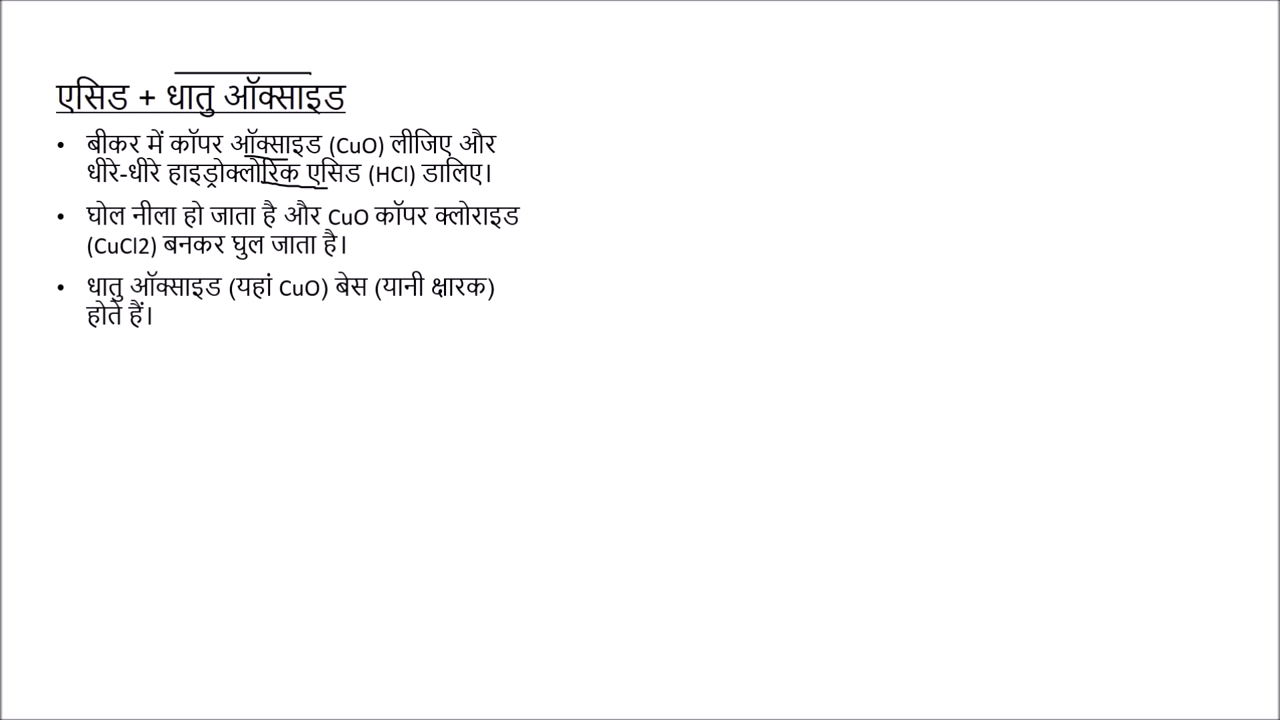 एसिड + धातु ऑक्साइड
• बीकर में कॉपर ऑक्साइड (CuO) लीजिए और
धीरे-धीरे हाइड्रोक्लोरिक एसिड (HCl) डालिए।
• घोल नीला हो जाता है और CuO कॉपर क्लोराइड
(CuCl2) बनकर घुल जाता है।
• धातु ऑक्साइड (यहां CuO) बेस (यानी क्षारक)
होते हैं।